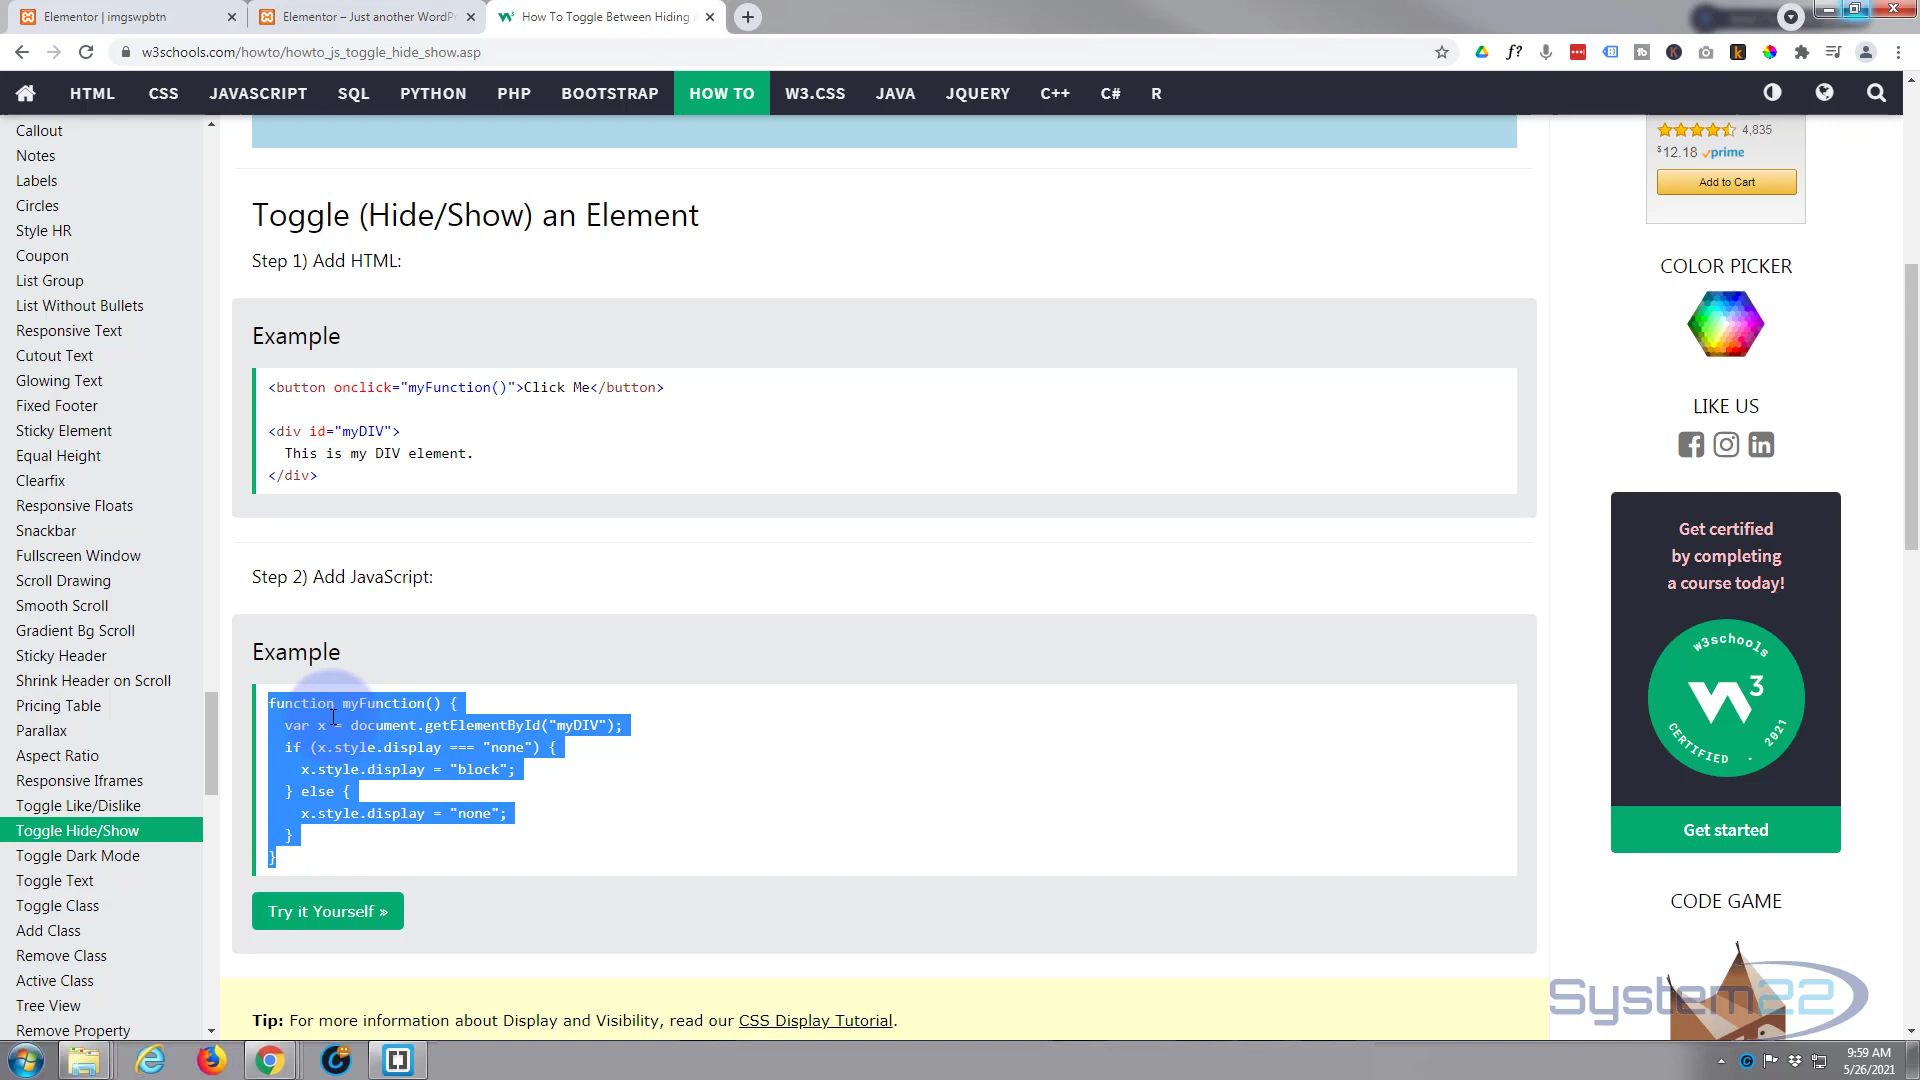 Elementor | imgswpbtn
Elementor – Just another WordP
How To Toggle Between Hiding
w3schools.com/howto/howto_js_toggle_hide_show.asp
HTML CSS JAVASCRIPT SQL PYTHON PHP BOOTSTRAP HOW TO W3.CSS JAVA JQUERY C++ C# R
Callout
Notes
Labels
Circles
Style HR
Coupon
List Group
List Without Bullets
Responsive Text
Cutout Text
Glowing Text
Fixed Footer
Sticky Element
Equal Height
Clearfix
Responsive Floats
Snackbar
Fullscreen Window
Scroll Drawing
Smooth Scroll
Gradient Bg Scroll
Sticky Header
Shrink Header on Scroll
Pricing Table
Parallax
Aspect Ratio
Responsive Iframes
Toggle Like/Dislike
Toggle Hide/Show
Toggle Dark Mode
Toggle Text
Toggle Class
Add Class
Remove Class
Active Class
Tree View
Remove Property
Toggle (Hide/Show) an Element
Step 1) Add HTML:
Example
<button onclick="myFunction()">Click Me</button>
<div id="myDIV">
This is my DIV element.
</div>
Step 2) Add JavaScript:
Example
function myFunction() {
var x = document.getElementById("myDIV");
if (x.style.display === "none") {
x.style.display = "block";
} else {
x.style.display = "none";
}
}
Try it Yourself »
Tip: For more information about Display and Visibility, read our CSS Display Tutorial.
4,835
$12.18 prime
Add to Cart
COLOR PICKER
LIKE US
Get certified
by completing
a course today!
w3schools
W3
CERTIFIED . 2021
Get started
CODE GAME
System22
9:59 AM
5/26/2021